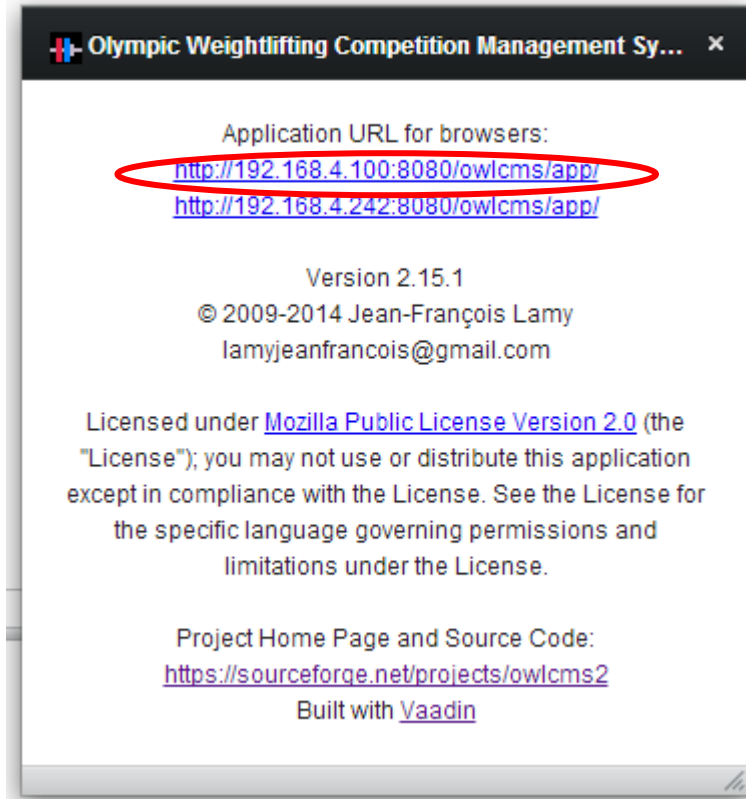 Olympic Weightlifting Competition Management Sy... ×
Application URL for browsers:
http://192.168.4.100:8080/owlcms/app/
http://192.168.4.242:8080/owlcms/app/
Version 2.15.1
© 2009-2014 Jean-François Lamy
lamyjeanfrancois@gmail.com
Licensed under Mozilla Public License Version 2.0 (the
"License"); you may not use or distribute this application
except in compliance with the License. See the License for
the specific language governing permissions and
limitations under the License.
Project Home Page and Source Code:
https://sourceforge.net/projects/owlcms2
Built with Vaadin